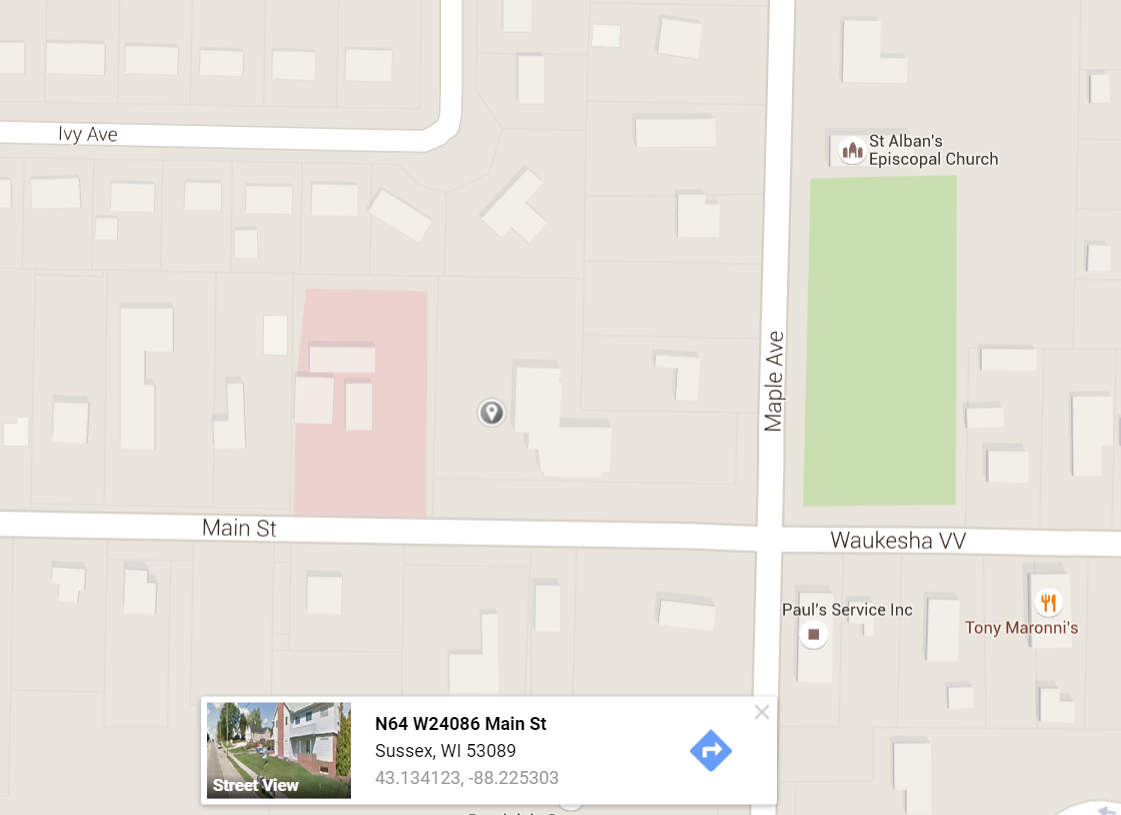 Ivy Ave
St Alban's
Episcopal Church
Maple Ave
Main St
Waukesha VV
Paul's Service Inc
Tony Maronni's
N64 W24086 Main St
Sussex, WI 53089
43.134123, -88.225303
Street View